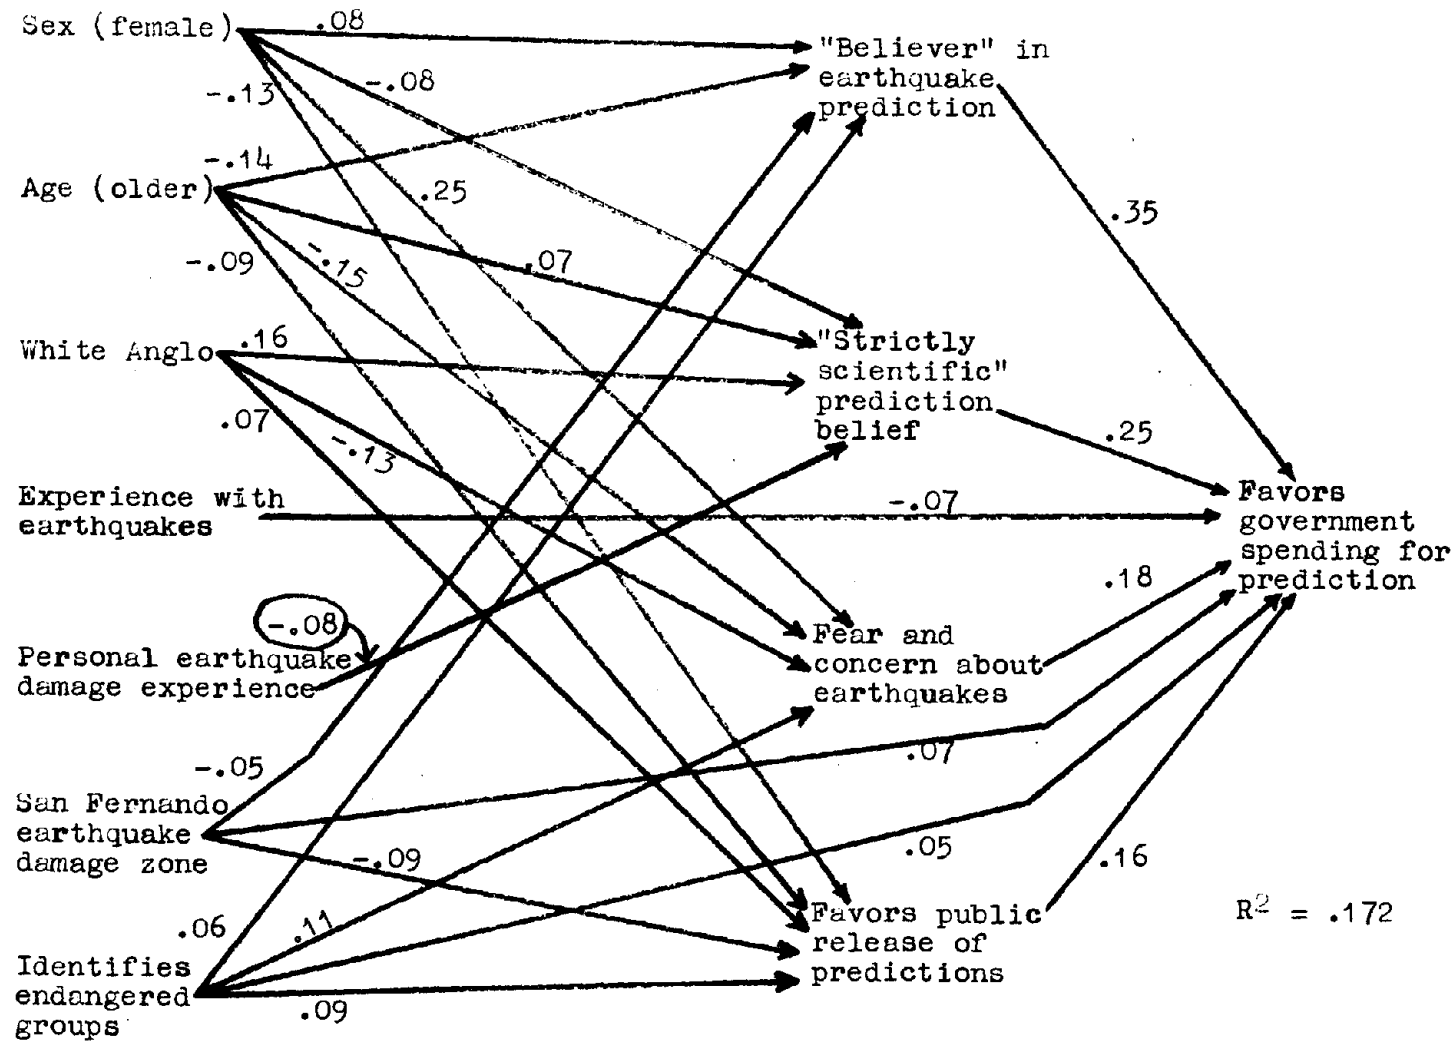 Sex (female)
.08
-.13
-.08
.25
Age (older)
-.14
-.09
-.15
.07
White Anglo
.16
.07
-.13
Experience with
earthquakes
-.07
-.08
Personal earthquake
damage experience
San Fernando
earthquake
damage zone
-.05
-.09
.07
Identifies
endangered
groups
.06
.11
.05
.09
"Believer" in
earthquake
prediction
.35
"Strictly
scientific"
prediction
belief
.25
Fear and
concern about
earthquakes
.18
Favors public
release of
predictions
.16
Favors
government
spending for
prediction
R² = .172